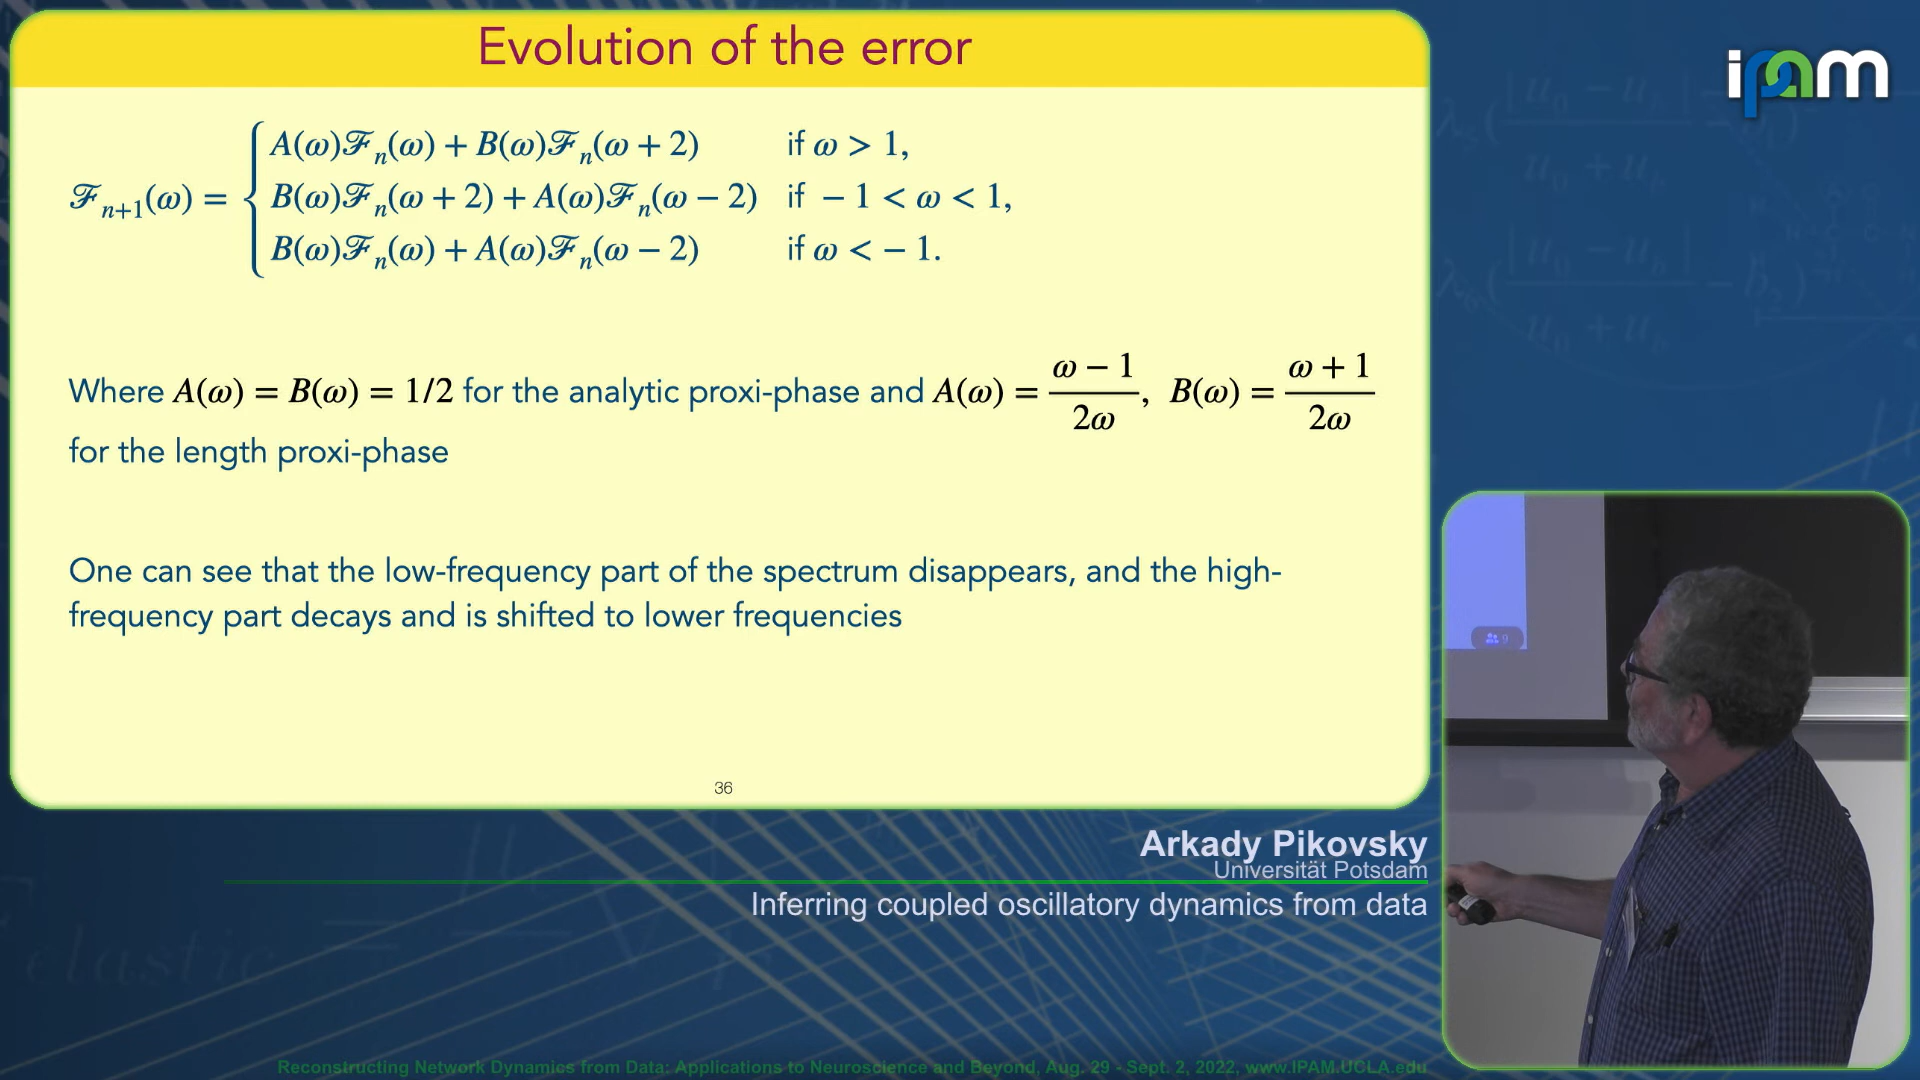 Evolution of the error
ℱₙ₊₁(ω) = { A(ω)ℱₙ(ω) + B(ω)ℱₙ(ω + 2) if ω > 1,
B(ω)ℱₙ(ω + 2) + A(ω)ℱₙ(ω − 2) if − 1 < ω < 1,
B(ω)ℱₙ(ω) + A(ω)ℱₙ(ω − 2) if ω < − 1.
Where A(ω) = B(ω) = 1/2 for the analytic proxi-phase and A(ω) = (ω − 1)/(2ω), B(ω) = (ω + 1)/(2ω)
for the length proxi-phase
One can see that the low-frequency part of the spectrum disappears, and the high-
frequency part decays and is shifted to lower frequencies
36
ipam
9
Arkady Pikovsky
Universität Potsdam
Inferring coupled oscillatory dynamics from data
Reconstructing Network Dynamics from Data: Applications to Neuroscience and Beyond, Aug. 29 - Sept. 2, 2022, www.IPAM.UCLA.edu